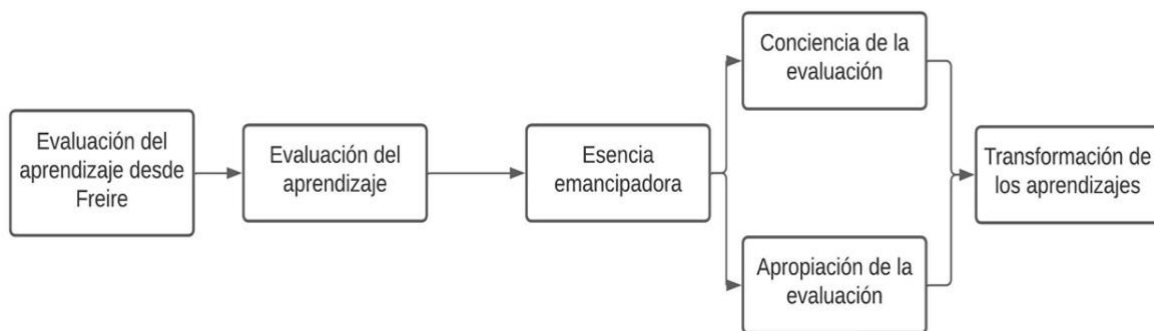 Evaluación del
aprendizaje desde
Freire
Evaluación del
aprendizaje
Esencia
emancipadora
Conciencia de la
evaluación
Apropiación de la
evaluación
Transformación de
los aprendizajes